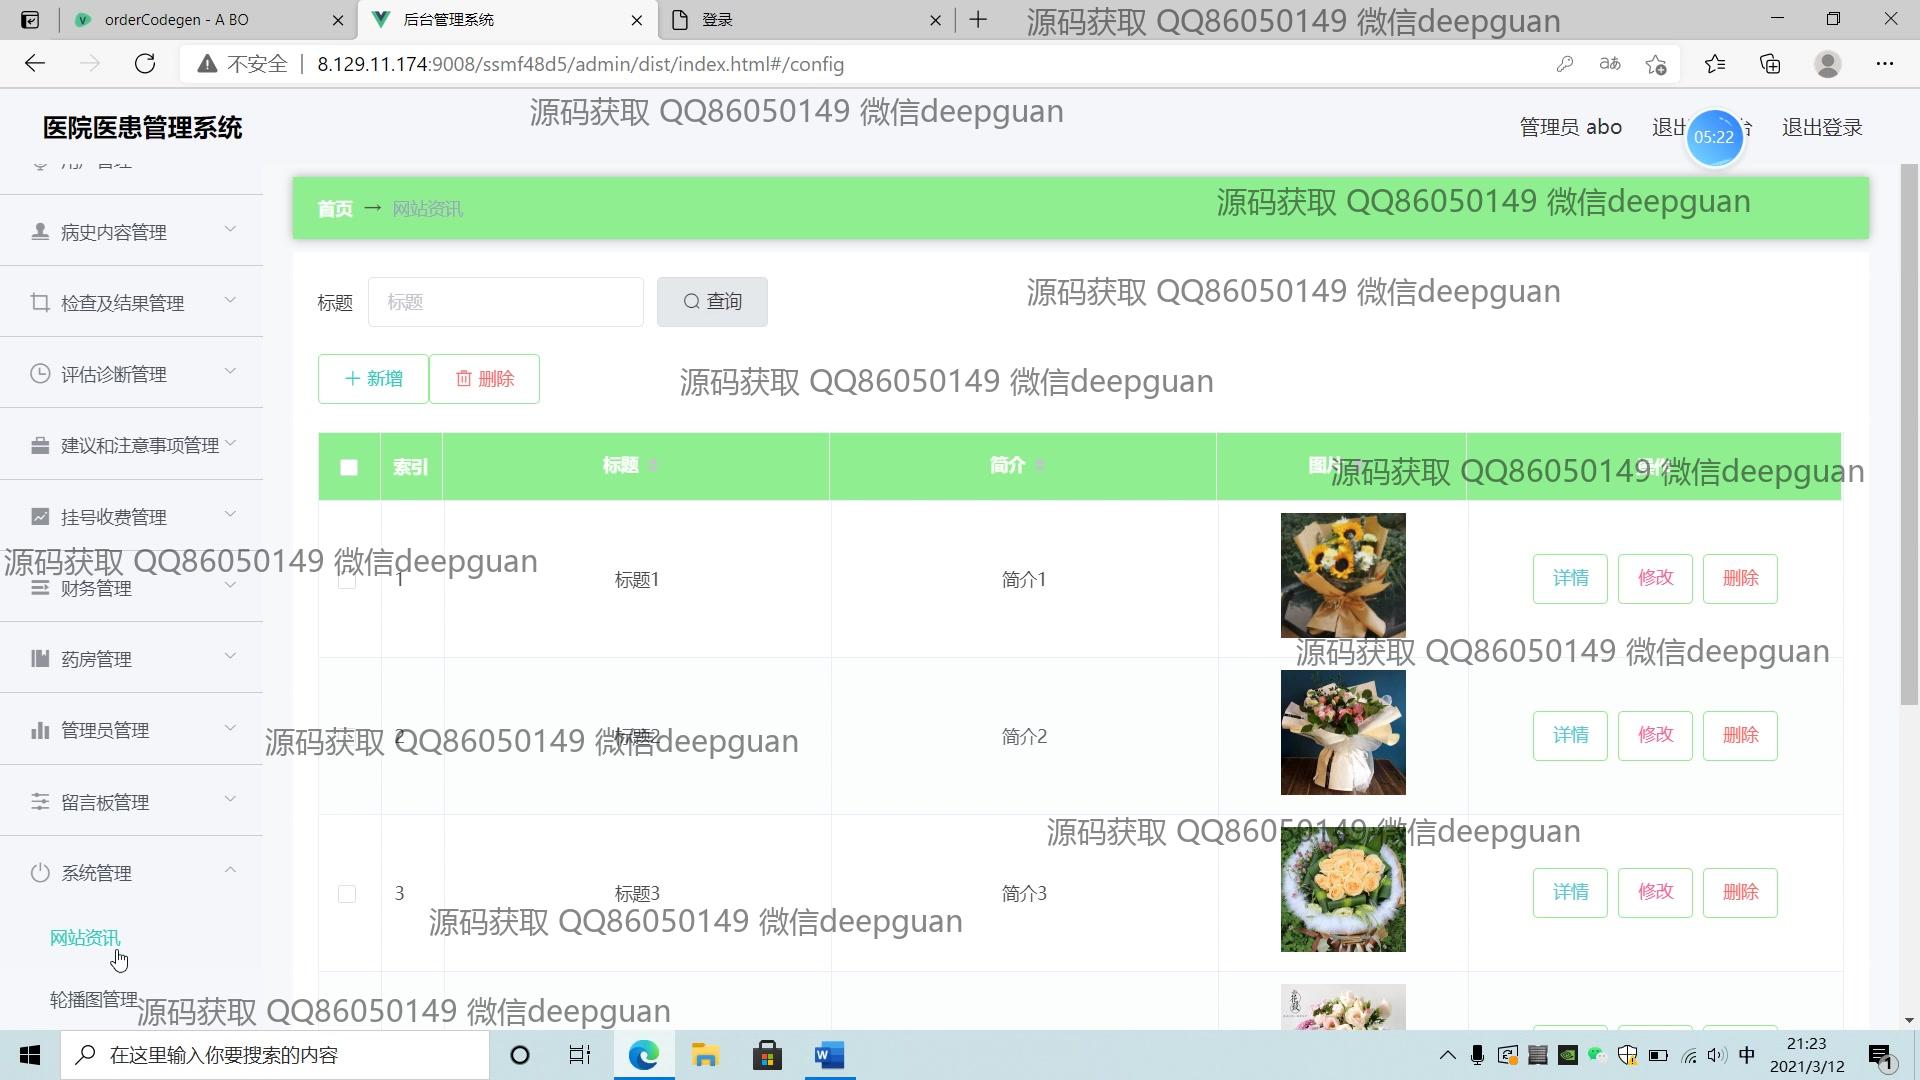 orderCodegen - A BO
后台管理系统
登录
源码获取 QQ86050149 微信deepguan
不安全
8.129.11.174:9008/ssmf48d5/admin/dist/index.html#/config
源码获取 QQ86050149 微信deepguan
医院医患管理系统
管理员 abo
05:22
退出登录
用户管理
首页 → 网站资讯
源码获取 QQ86050149 微信deepguan
病史内容管理
标题
标题
查询
源码获取 QQ86050149 微信deepguan
检查及结果管理
评估诊断管理
新增
删除
源码获取 QQ86050149 微信deepguan
建议和注意事项管理
索引
标题
简介
图片
源码获取 QQ86050149 微信deepguan
挂号收费管理
源码获取 QQ86050149 微信deepguan
1
标题1
简介1
详情
修改
删除
财务管理
药房管理
源码获取 QQ86050149 微信deepguan
管理员管理
源码获取 QQ86050149 微信deepguan
2
标题2
简介2
详情
修改
删除
留言板管理
源码获取 QQ86050149 微信deepguan
系统管理
3
标题3
简介3
详情
修改
删除
源码获取 QQ86050149 微信deepguan
网站资讯
轮播图管理
源码获取 QQ86050149 微信deepguan
在这里输入你要搜索的内容
中
21:23
2021/3/12
1